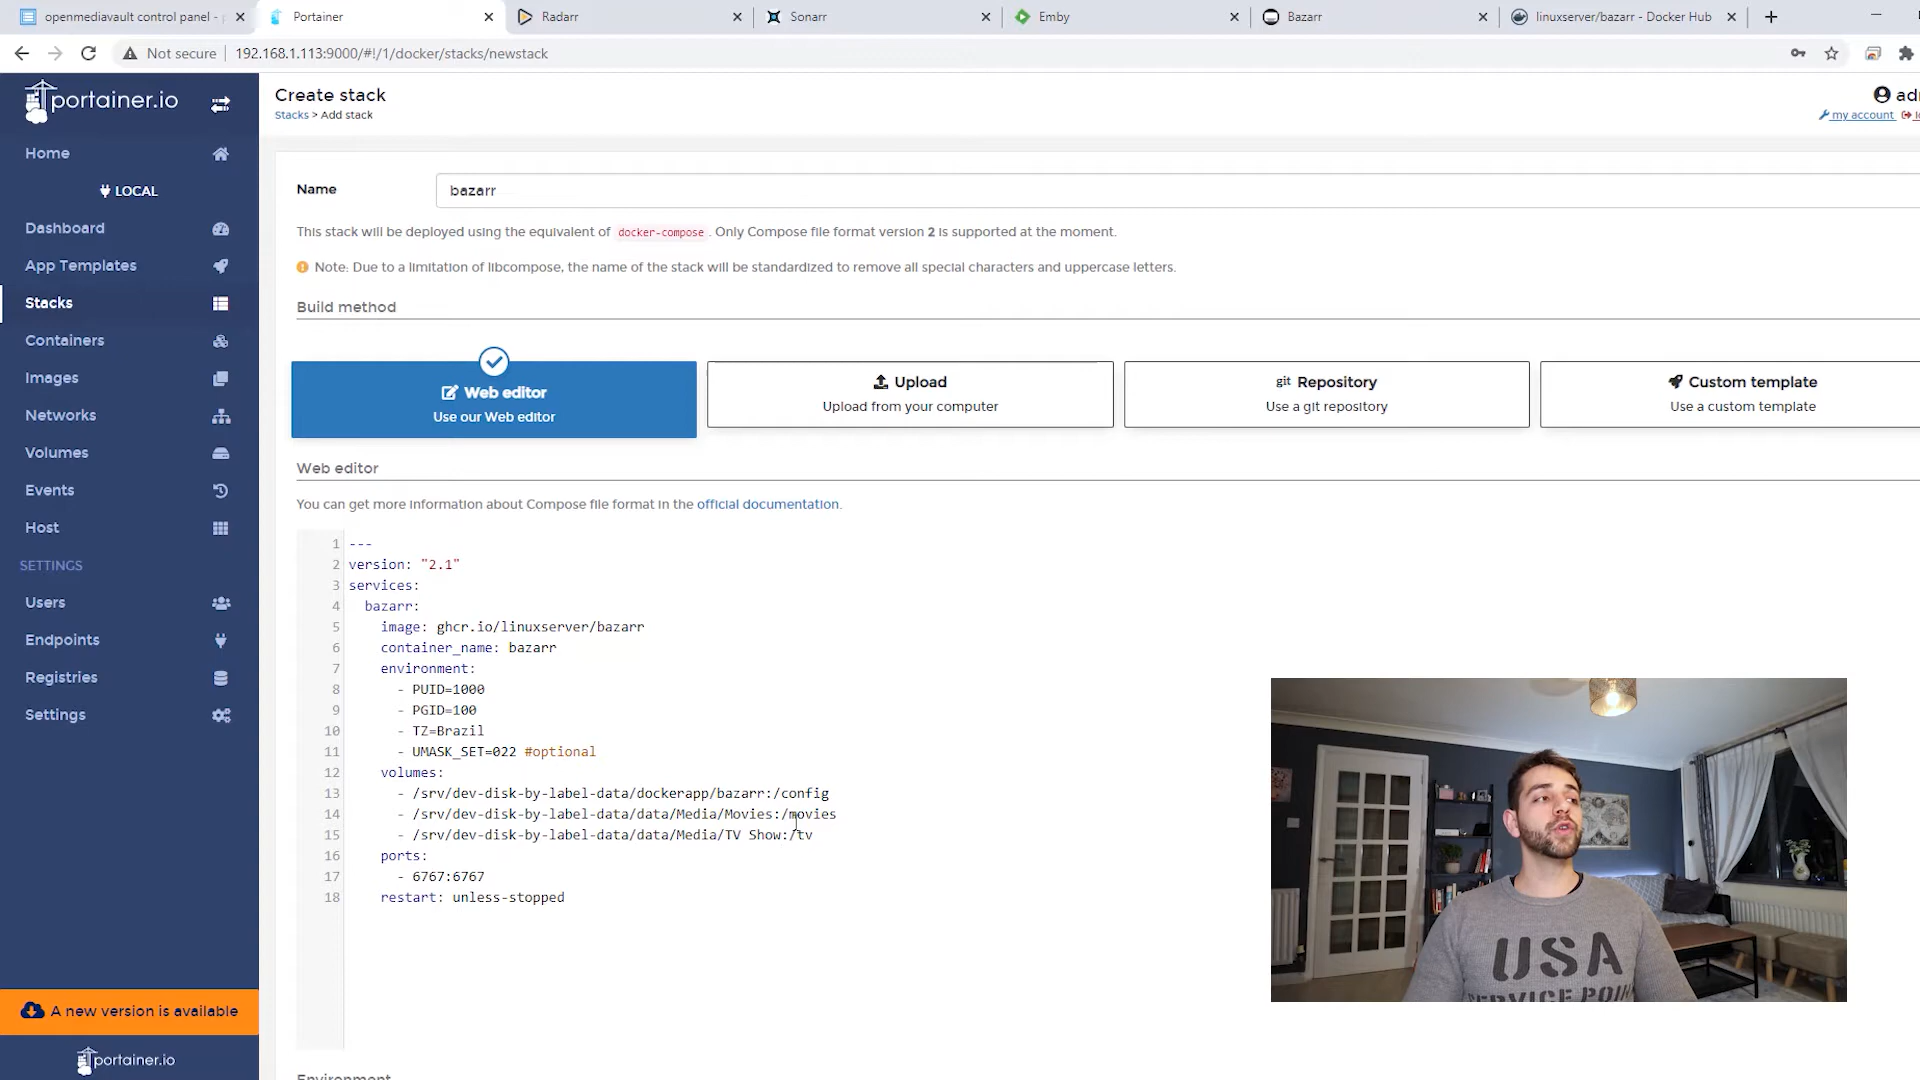 openmediavault control panel -
Portainer
Radarr
Sonarr
Emby
Bazarr
linuxserver/bazarr - Docker Hub
Not secure
192.168.1.113:9000/#!/1/docker/stacks/newstack
portainer.io
Create stack
Stacks > Add stack
my account
Home
LOCAL
Dashboard
App Templates
Stacks
Containers
Images
Networks
Volumes
Events
Host
SETTINGS
Users
Endpoints
Registries
Settings
A new version is available
portainer.io
Name
bazarr
This stack will be deployed using the equivalent of docker-compose . Only Compose file format version 2 is supported at the moment.
Note: Due to a limitation of libcompose, the name of the stack will be standardized to remove all special characters and uppercase letters.
Build method
Web editor
Use our Web editor
Upload
Upload from your computer
git Repository
Use a git repository
Custom template
Use a custom template
Web editor
You can get more information about Compose file format in the official documentation.
1 ---
2 version: "2.1"
3 services:
4 bazarr:
5 image: ghcr.io/linuxserver/bazarr
6 container_name: bazarr
7 environment:
8 - PUID=1000
9 - PGID=100
10 - TZ=Brazil
11 - UMASK_SET=022 #optional
12 volumes:
13 - /srv/dev-disk-by-label-data/dockerapp/bazarr:/config
14 - /srv/dev-disk-by-label-data/data/Media/Movies:/movies
15 - /srv/dev-disk-by-label-data/data/Media/TV Show:/tv
16 ports:
17 - 6767:6767
18 restart: unless-stopped
USA
SERVICE POIN
Environment